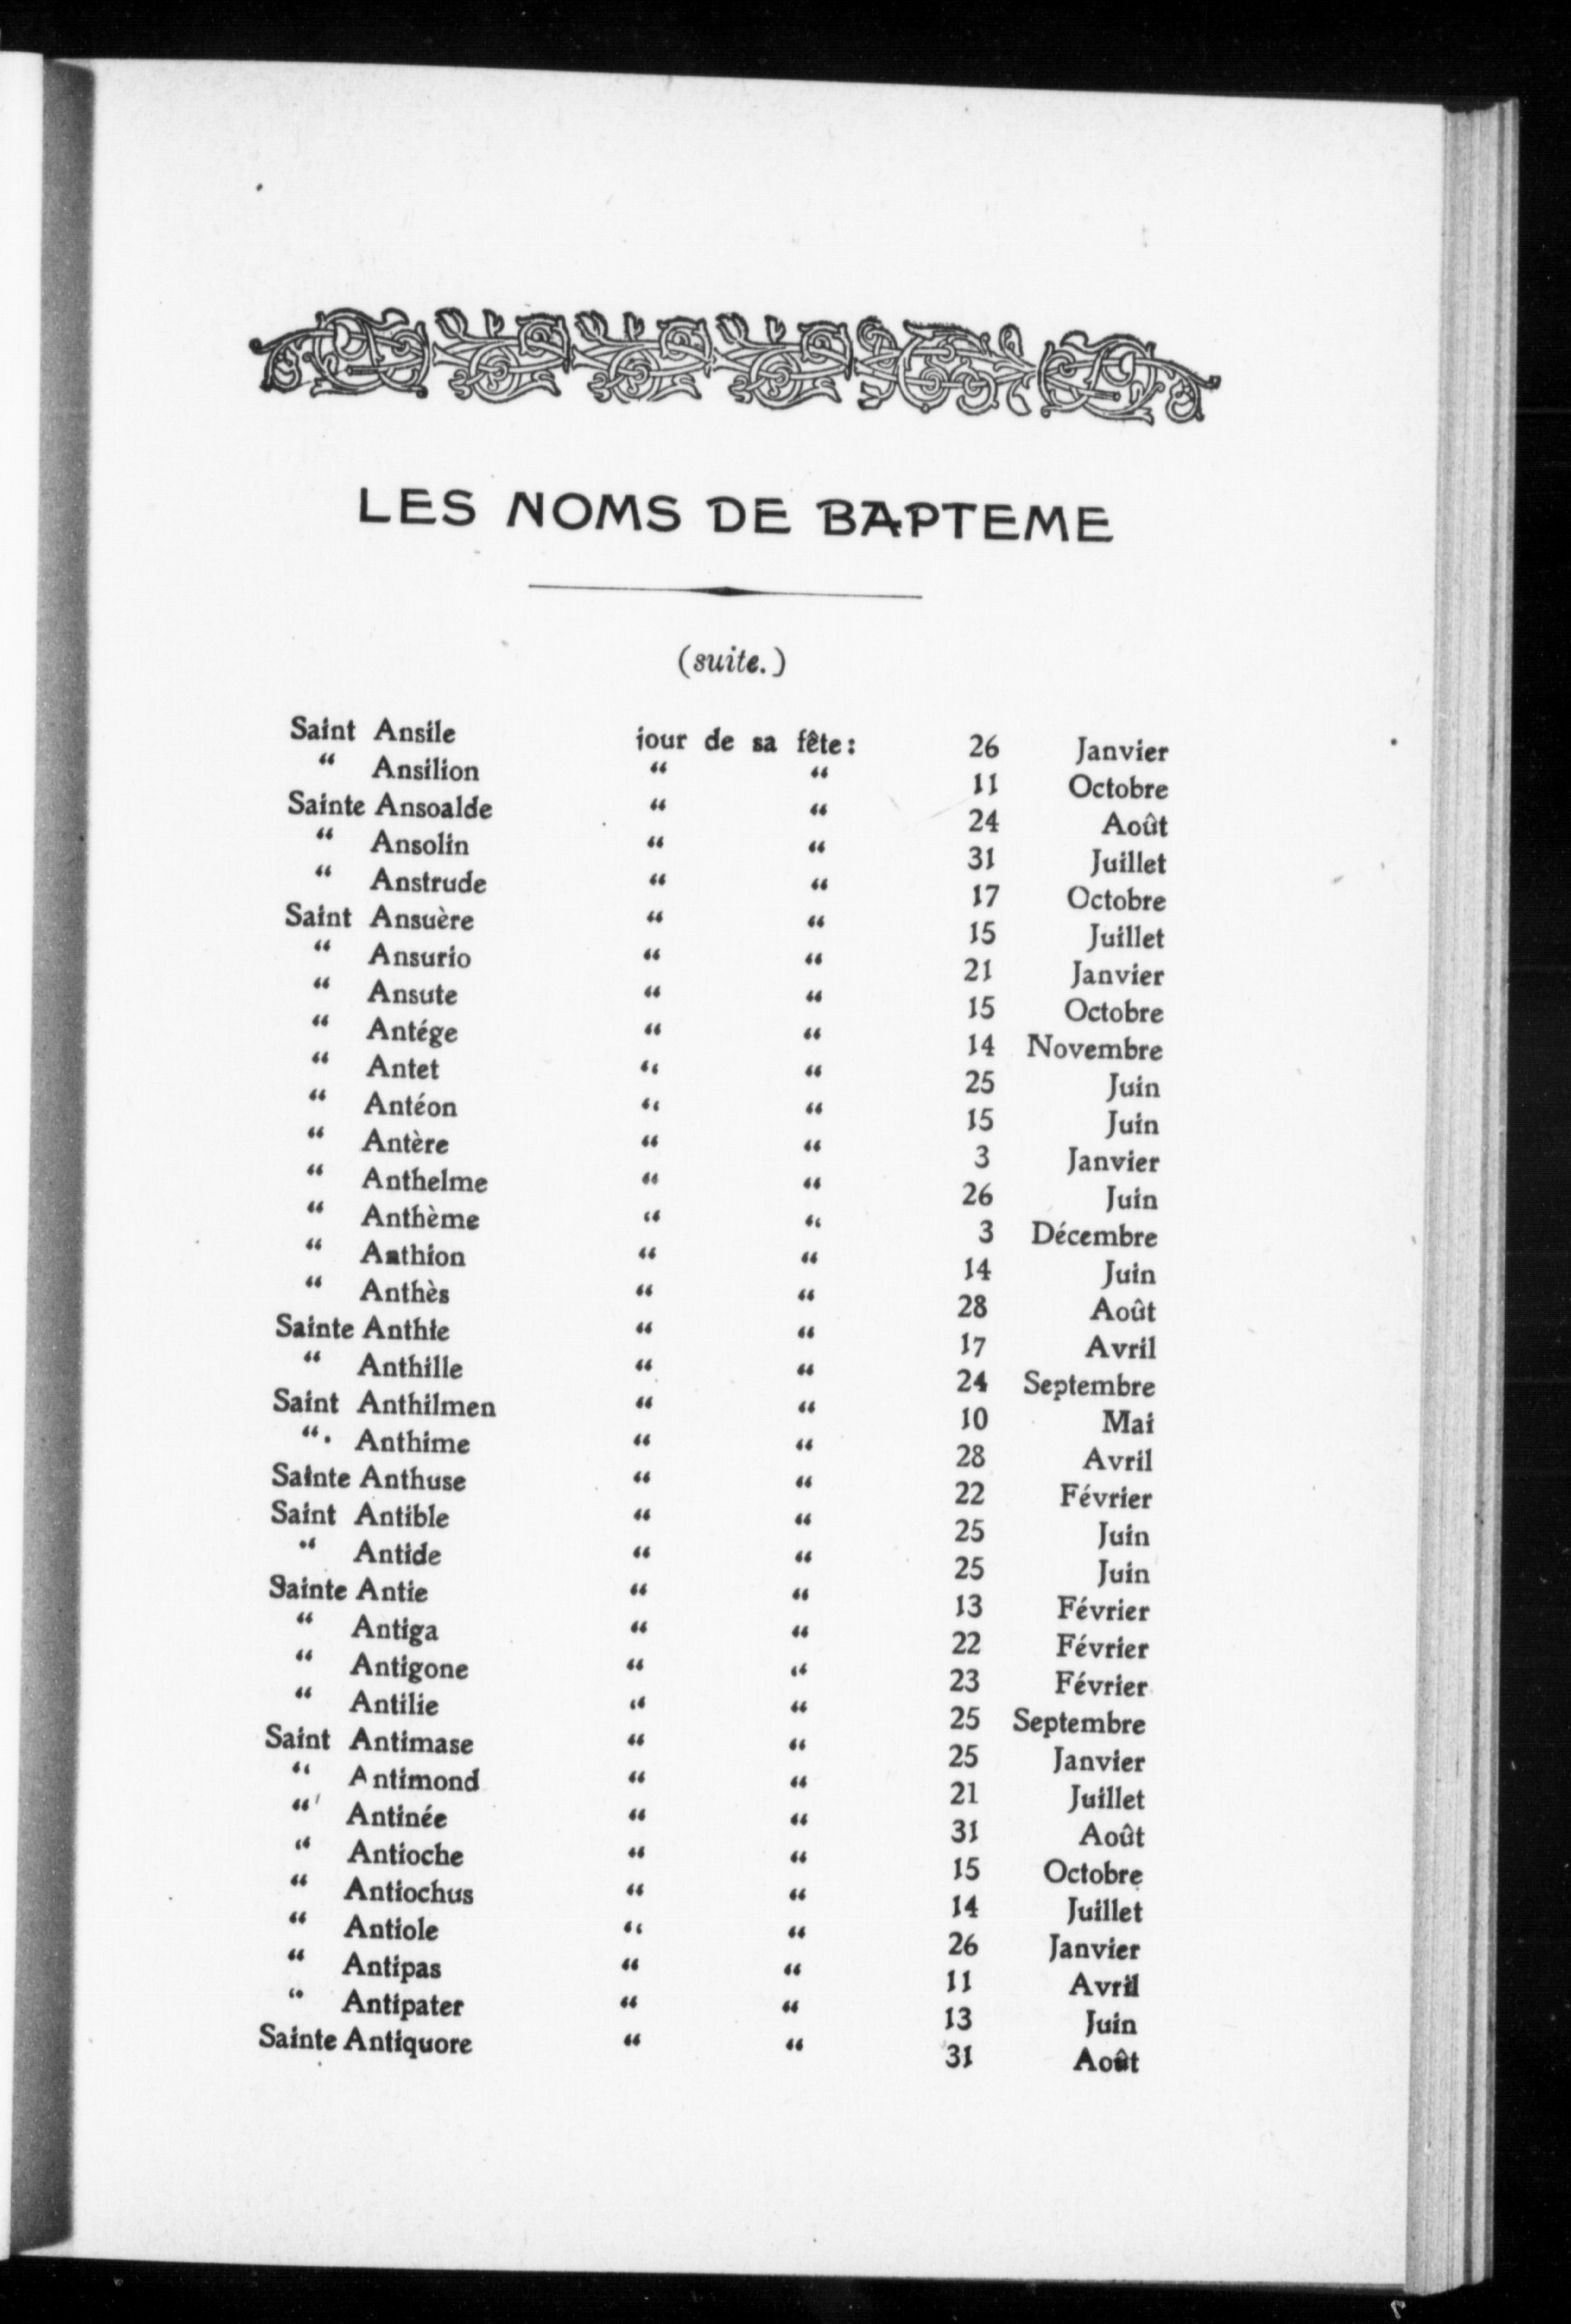 LES NOMS DE BAPTEME
(suite.)
Saint Ansile jour de sa fête: 26 Janvier
“ Ansilion “ “ 11 Octobre
Sainte Ansoalde “ “ 24 Août
“ Ansolin “ “ 31 Juillet
“ Anstrude “ “ 17 Octobre
Saint Ansuère “ “ 15 Juillet
“ Ansurio “ “ 21 Janvier
“ Ansute “ “ 15 Octobre
“ Antége “ “ 14 Novembre
“ Antet “ “ 25 Juin
“ Antéon “ “ 15 Juin
“ Antère “ “ 3 Janvier
“ Anthelme “ “ 26 Juin
“ Anthème “ “ 3 Décembre
“ Anthion “ “ 14 Juin
“ Anthès “ “ 28 Août
Sainte Anthie “ “ 17 Avril
“ Anthille “ “ 24 Septembre
Saint Anthilmen “ “ 10 Mai
“ Anthime “ “ 28 Avril
Sainte Anthuse “ “ 22 Février
Saint Antible “ “ 25 Juin
“ Antide “ “ 25 Juin
Sainte Antie “ “ 13 Février
“ Antiga “ “ 22 Février
“ Antigone “ “ 23 Février
“ Antilie “ “ 25 Septembre
Saint Antimase “ “ 25 Janvier
“ Antimond “ “ 21 Juillet
“ Antinée “ “ 31 Août
“ Antioche “ “ 15 Octobre
“ Antiochus “ “ 14 Juillet
“ Antiole “ “ 26 Janvier
“ Antipas “ “ 11 Avril
“ Antipater “ “ 13 Juin
Sainte Antiquore “ “ 31 Août